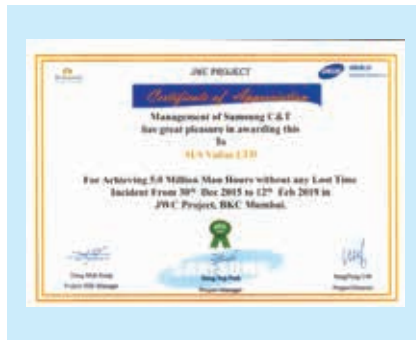 JWC PROJECT
Certificate of Appreciation
Management of Samsung C&T
has great pleasure in awarding this
To
M/S Voltas LTD
For Achieving 5.0 Million Man Hours without any Lost Time
Incident From 30th Dec 2015 to 12th Feb 2019 in
JWC Project, BKC Mumbai.
Project Manager
Project Director